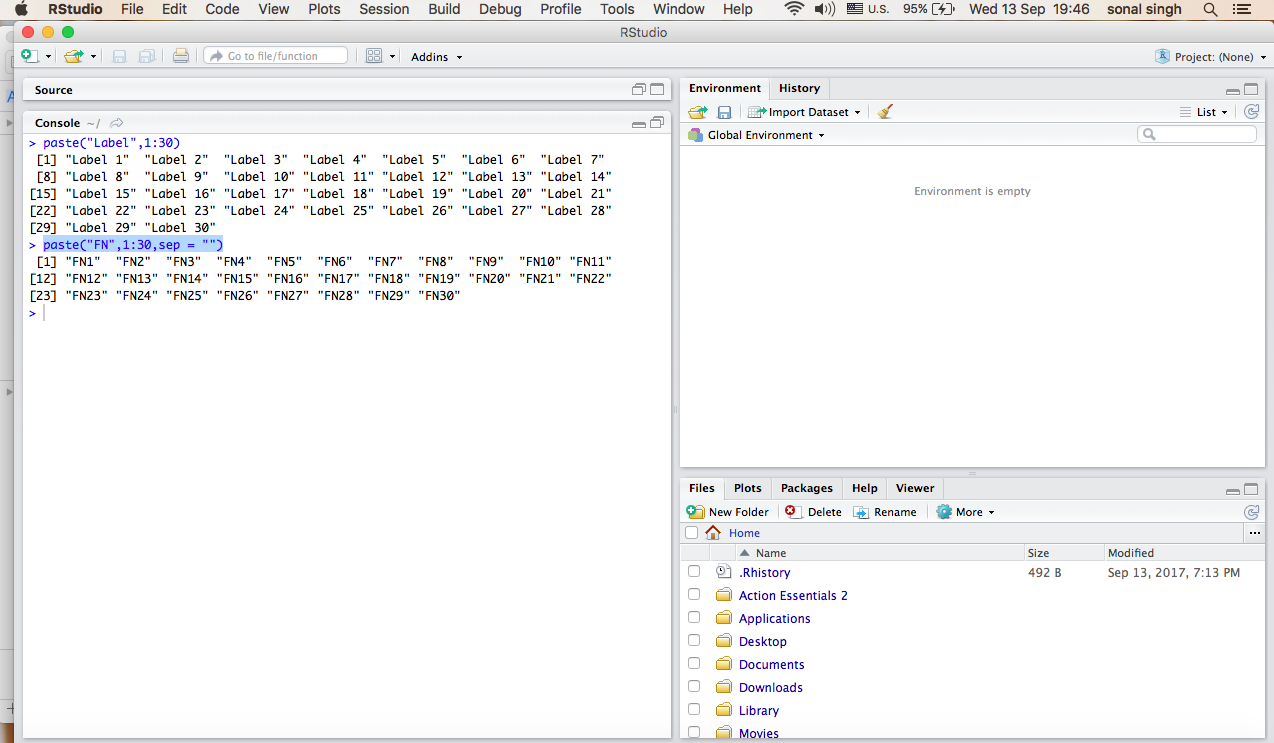 RStudio File Edit Code View Plots Session Build Debug Profile Tools Window Help U.S. 95% Wed 13 Sep 19:46 sonal singh
RStudio
Go to file/function Addins Project: (None)
Source
Console ~/
> paste("Label",1:30)
[1] "Label 1" "Label 2" "Label 3" "Label 4" "Label 5" "Label 6" "Label 7"
[8] "Label 8" "Label 9" "Label 10" "Label 11" "Label 12" "Label 13" "Label 14"
[15] "Label 15" "Label 16" "Label 17" "Label 18" "Label 19" "Label 20" "Label 21"
[22] "Label 22" "Label 23" "Label 24" "Label 25" "Label 26" "Label 27" "Label 28"
[29] "Label 29" "Label 30"
> paste("FN",1:30,sep = "")
[1] "FN1" "FN2" "FN3" "FN4" "FN5" "FN6" "FN7" "FN8" "FN9" "FN10" "FN11"
[12] "FN12" "FN13" "FN14" "FN15" "FN16" "FN17" "FN18" "FN19" "FN20" "FN21" "FN22"
[23] "FN23" "FN24" "FN25" "FN26" "FN27" "FN28" "FN29" "FN30"
>
Environment History
Import Dataset List
Global Environment
Environment is empty
Files Plots Packages Help Viewer
New Folder Delete Rename More
Home ...
Name Size Modified
.Rhistory 492 B Sep 13, 2017, 7:13 PM
Action Essentials 2
Applications
Desktop
Documents
Downloads
Library
Movies